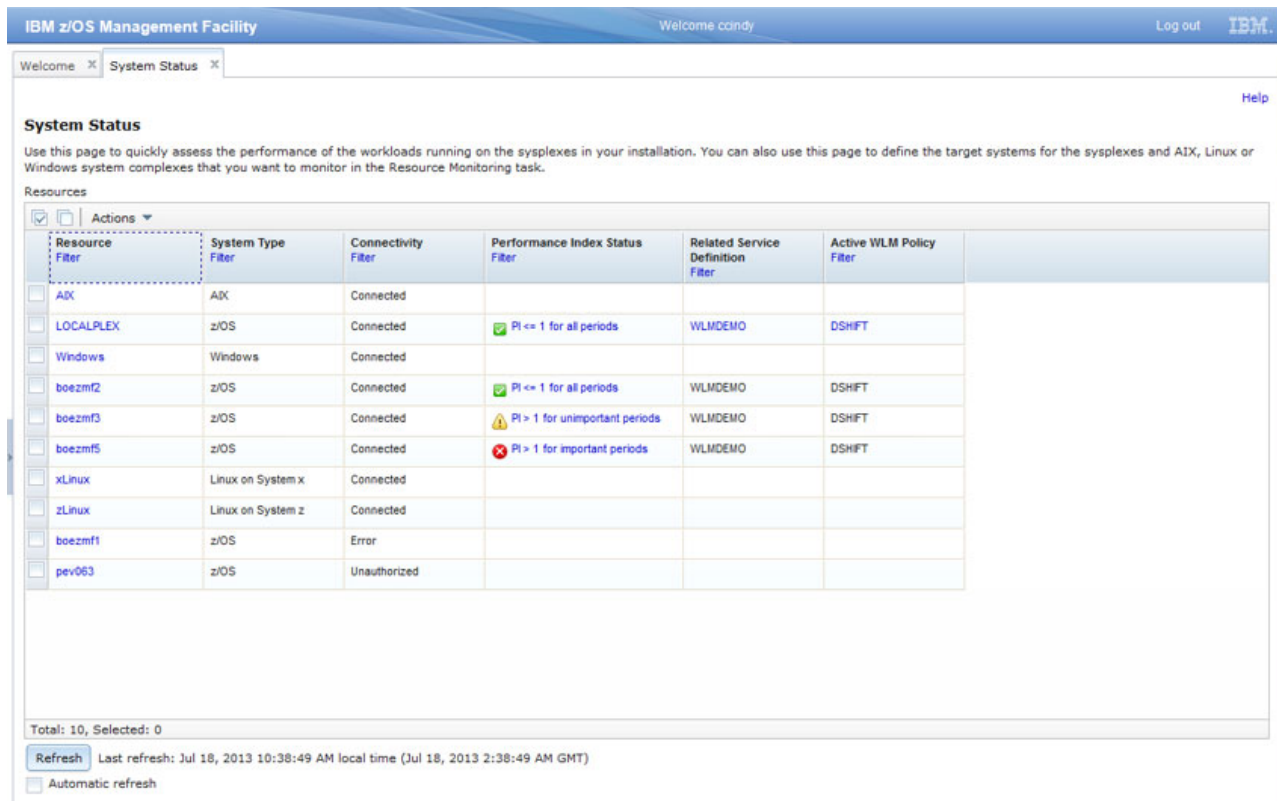 IBM z/OS Management Facility Welcome ccindy Log out IBM.
Welcome X System Status X
Help
System Status
Use this page to quickly assess the performance of the workloads running on the sysplexes in your installation. You can also use this page to define the target systems for the sysplexes and AIX, Linux or
Windows system complexes that you want to monitor in the Resource Monitoring task.
Resources
Actions
Resource System Type Connectivity Performance Index Status Related Service Active WLM Policy
Filter Filter Filter Filter Definition Filter
Filter
AIX AIX Connected
LOCALPLEX z/OS Connected PI <= 1 for all periods WLMDEMO DSHIFT
Windows Windows Connected
boezmf2 z/OS Connected PI <= 1 for all periods WLMDEMO DSHIFT
boezmf3 z/OS Connected PI > 1 for unimportant periods WLMDEMO DSHIFT
boezmf5 z/OS Connected PI > 1 for important periods WLMDEMO DSHIFT
xLinux Linux on System x Connected
zLinux Linux on System z Connected
boezmf1 z/OS Error
pev063 z/OS Unauthorized
Total: 10, Selected: 0
Refresh Last refresh: Jul 18, 2013 10:38:49 AM local time (Jul 18, 2013 2:38:49 AM GMT)
Automatic refresh